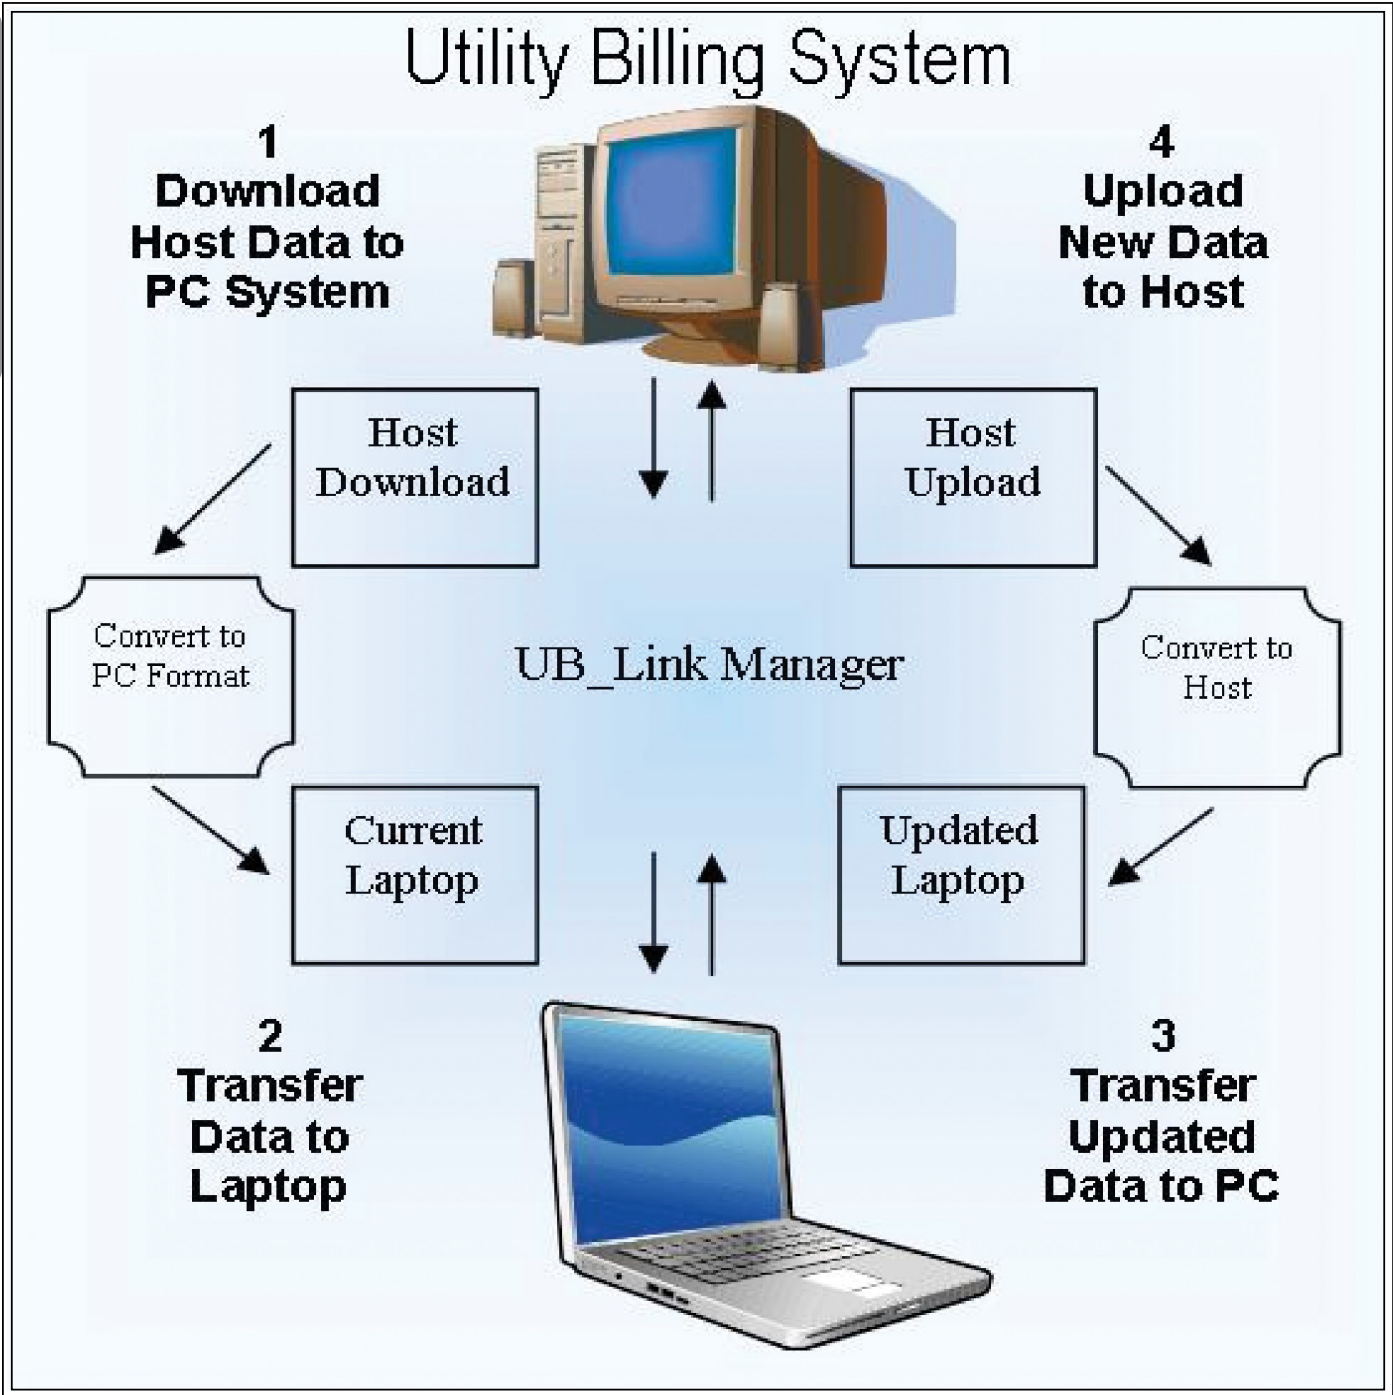 Utility Billing System
1
Download
Host Data to
PC System
4
Upload
New Data
to Host
Host
Download
Host
Upload
Convert to
PC Format
UB_Link Manager
Convert to
Host
Current
Laptop
Updated
Laptop
2
Transfer
Data to
Laptop
3
Transfer
Updated
Data to PC